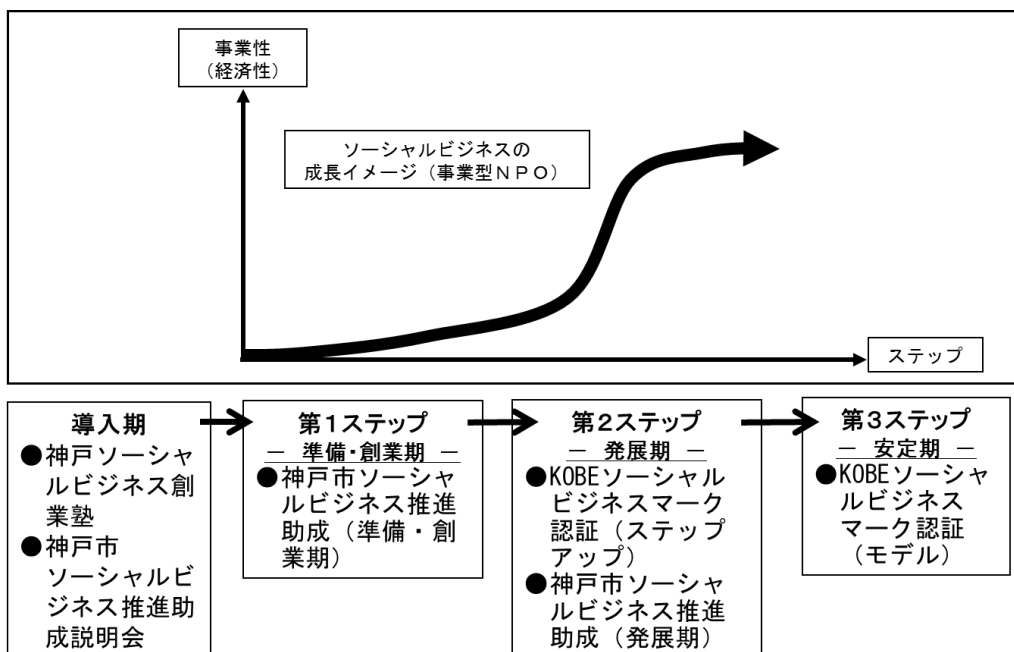 事業性
（経済性）
ソーシャルビジネスの
成長イメージ（事業型ＮＰＯ）
ステップ
導入期
●神戸ソーシャ
ルビジネス創
業塾
●神戸市
ソーシャルビ
ジネス推進助
成説明会
第１ステップ
― 準備・創業期 ―
●神戸市ソーシャ
ルビジネス推進
助成（準備・創
業期）
第２ステップ
― 発展期 ―
●KOBEソーシャル
ビジネスマーク
認証（ステップ
アップ）
●神戸市ソーシャ
ルビジネス推進
助成（発展期）
第３ステップ
― 安定期 ―
●KOBEソーシャ
ルビジネス
マーク認証
（モデル）